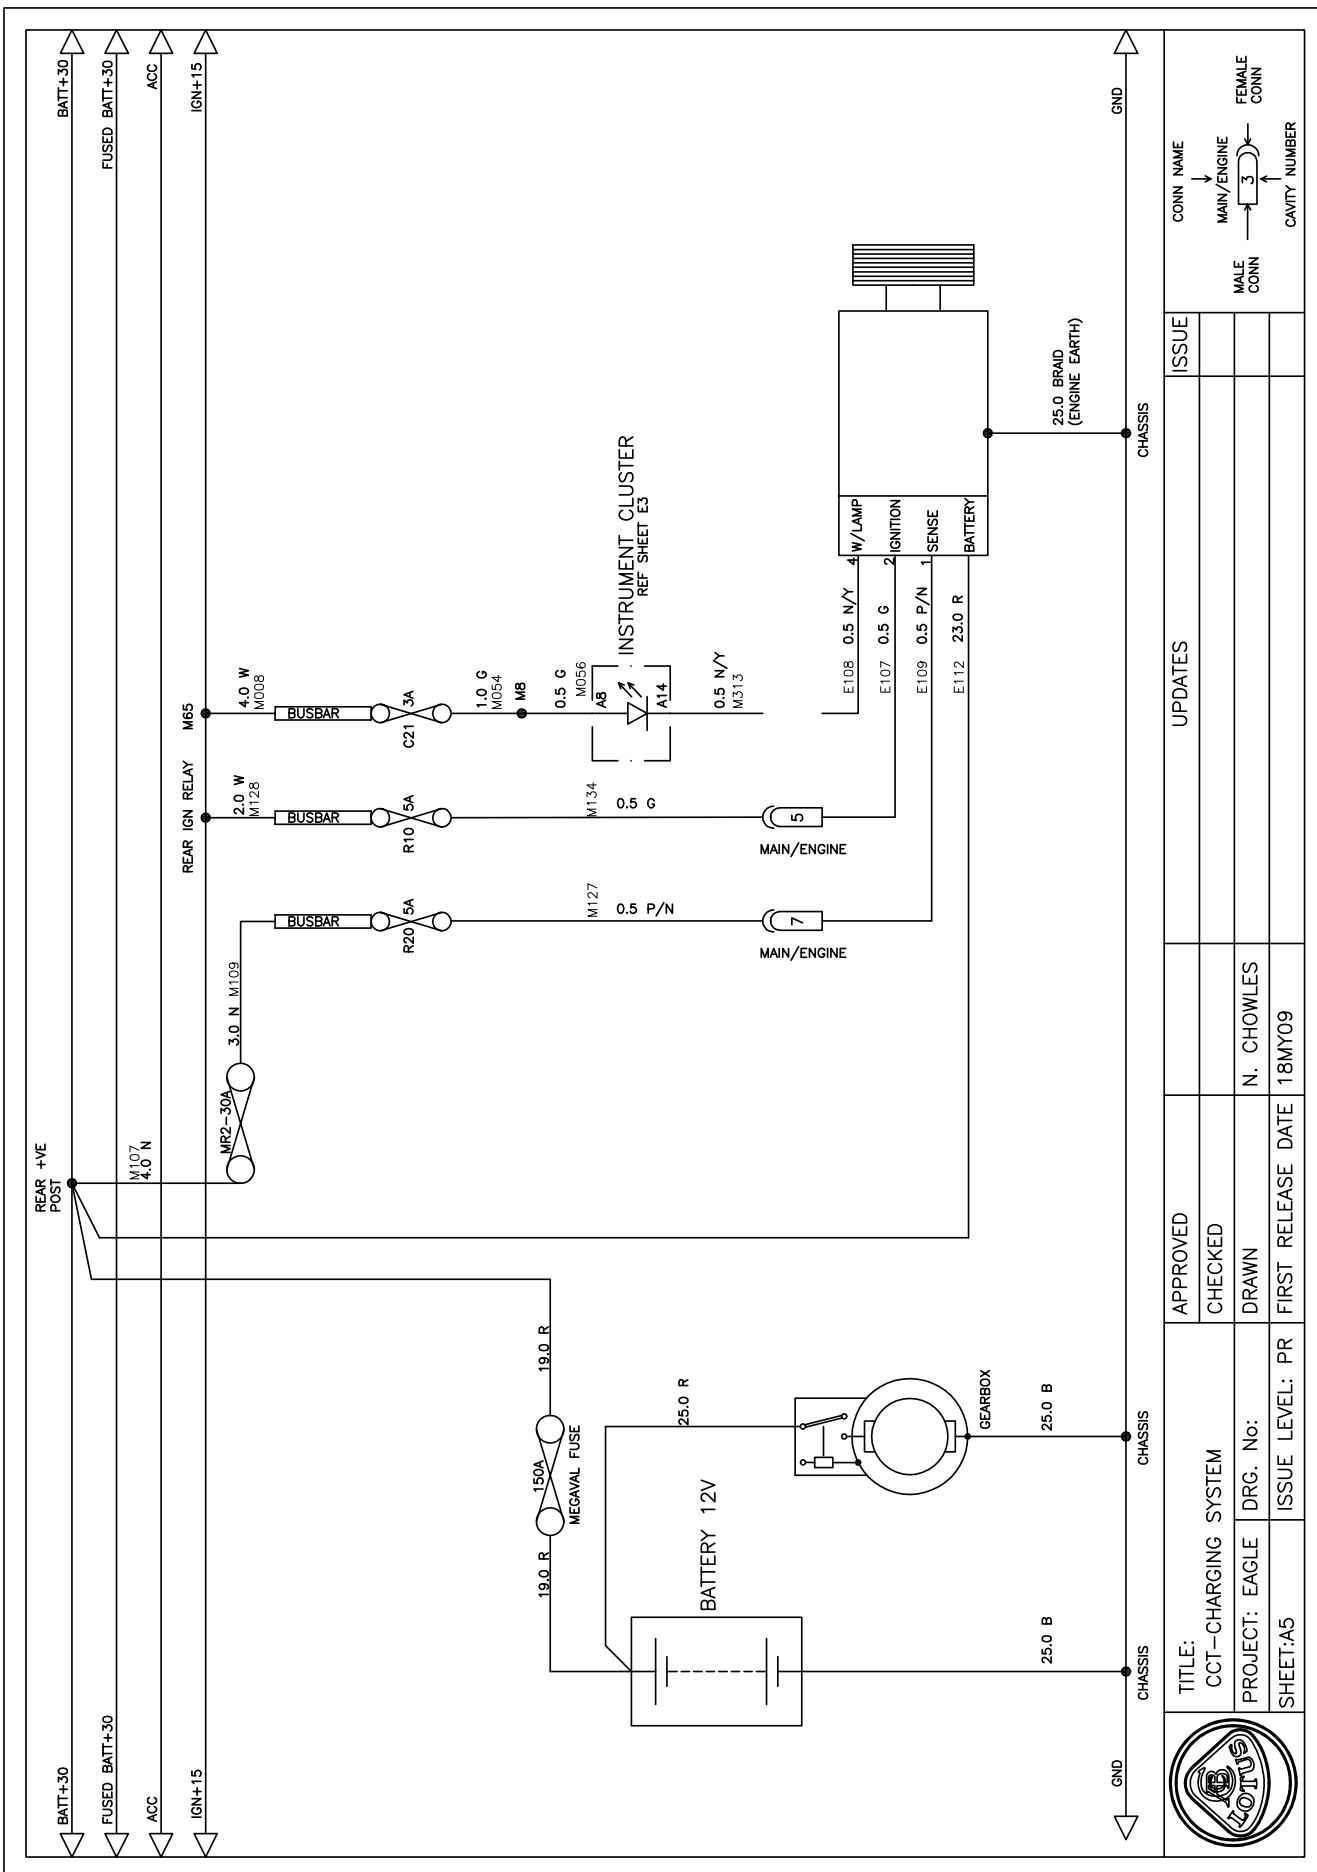 BATT+30
FUSED BATT+30
ACC
IGN+15
BATT+30
FUSED BATT+30
ACC
IGN+15
REAR +VE
POST
M107
4.0 N
MR2-30A
3.0 N M109
REAR IGN RELAY
M65
2.0 W
M128
4.0 W
M008
BUSBAR
BUSBAR
BUSBAR
R20 5A
R10 5A
C21 3A
1.0 G
M054
M8
0.5 G
M056
A8
A14
INSTRUMENT CLUSTER
REF SHEET E3
M127
0.5 P/N
M134
0.5 G
0.5 N/Y
M313
7
MAIN/ENGINE
5
MAIN/ENGINE
E108 0.5 N/Y 4 W/LAMP
E107 0.5 G 2 IGNITION
E109 0.5 P/N 1 SENSE
E112 23.0 R BATTERY
25.0 BRAID
(ENGINE EARTH)
19.0 R
150A
MEGAVAL FUSE
19.0 R
25.0 R
BATTERY 12V
GEARBOX
25.0 B
25.0 B
GND
GND
CHASSIS
CHASSIS
CHASSIS
LOTUS
TITLE:
CCT-CHARGING SYSTEM
PROJECT: EAGLE
DRG. No:
SHEET:A5
ISSUE LEVEL: PR
APPROVED
CHECKED
DRAWN
N. CHOWLES
FIRST RELEASE DATE
18MY09
UPDATES
ISSUE
CONN NAME
MAIN/ENGINE
MALE
CONN
3
FEMALE
CONN
CAVITY NUMBER